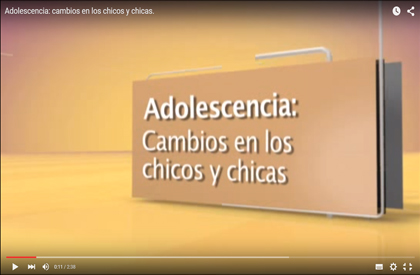 Adolescencia: cambios en los chicos y chicas.
Adolescencia:
Cambios en los
chicos y chicas
0:11 / 2:38